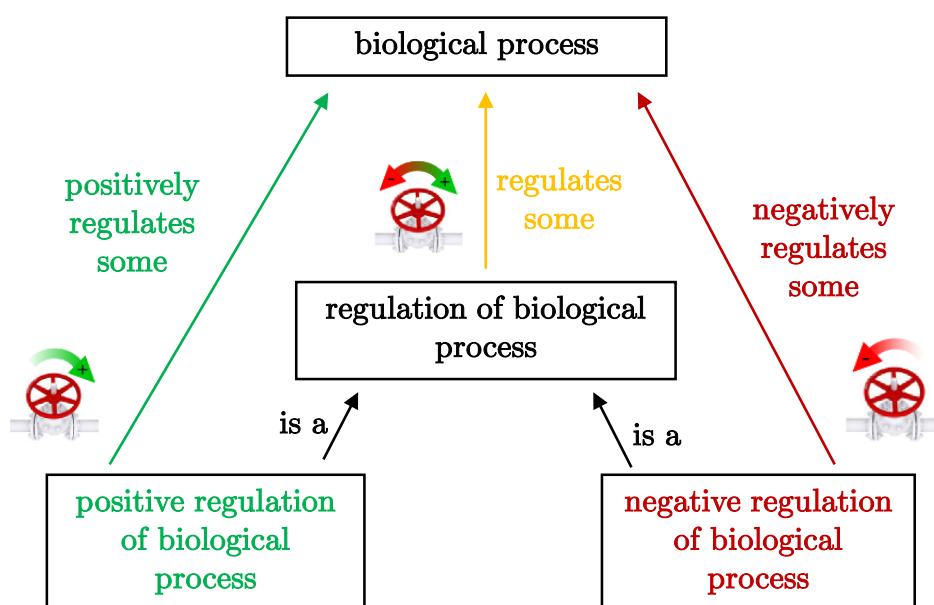 biological process
positively
regulates
some
-
+
regulates
some
negatively
regulates
some
regulation of biological
process
+
-
is a
is a
positive regulation
of biological
process
negative regulation
of biological
process